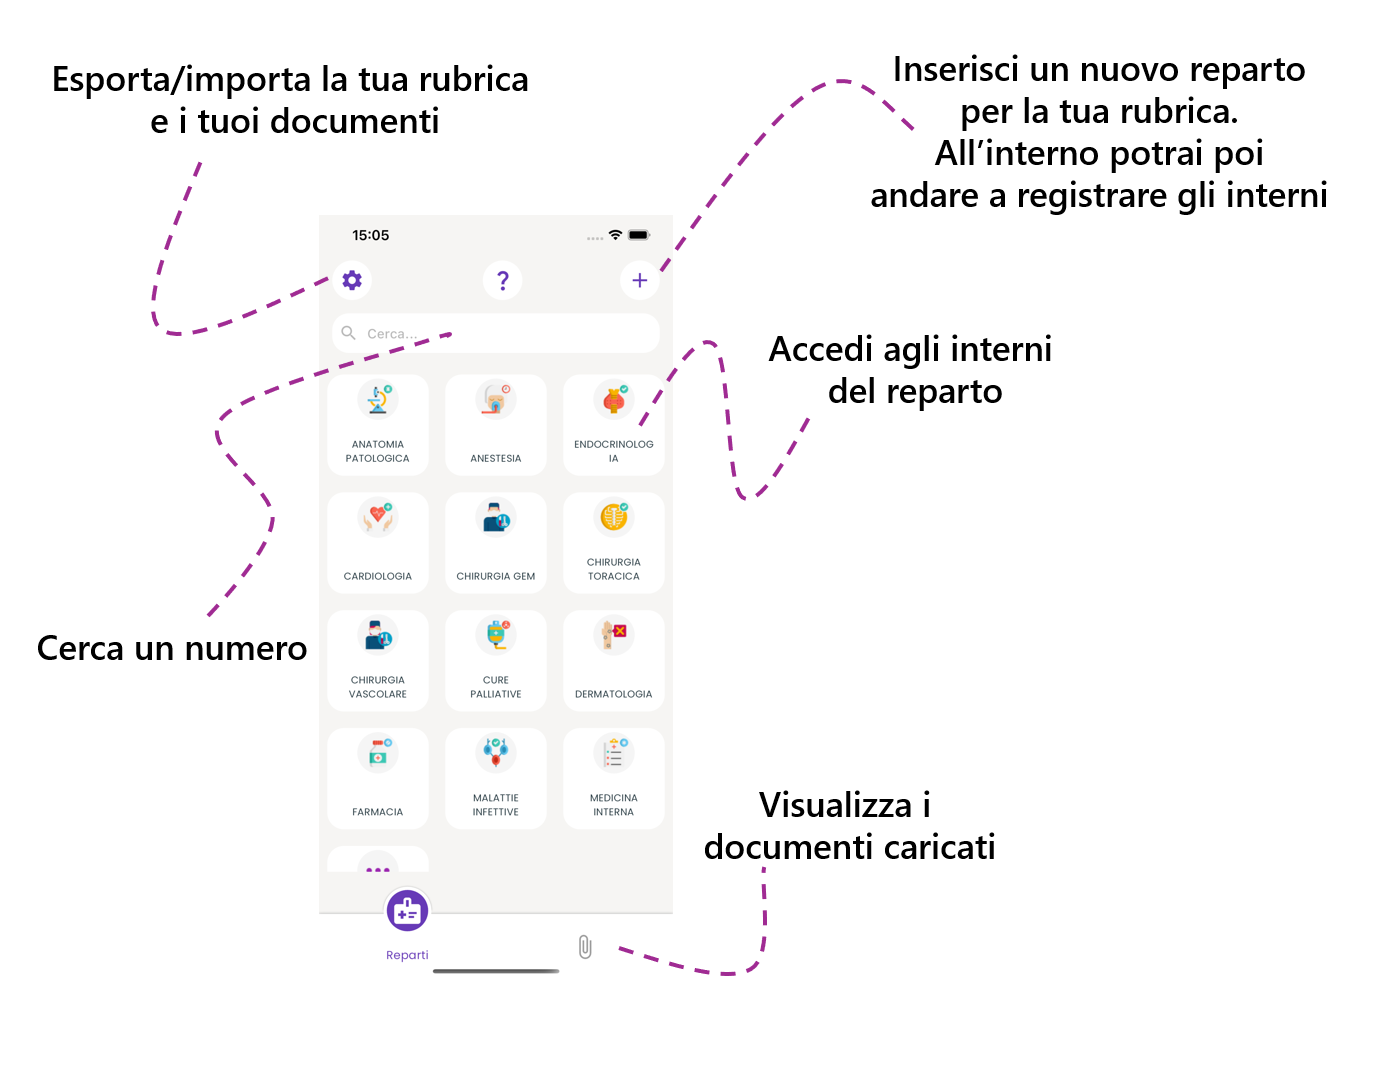 Esporta/importa la tua rubrica
e i tuoi documenti
Inserisci un nuovo reparto
per la tua rubrica.
All’interno potrai poi
andare a registrare gli interni
15:05
?
+
Cerca...
Accedi agli interni
del reparto
ANATOMIA
PATOLOGICA
ANESTESIA
ENDOCRINOLOG
IA
CARDIOLOGIA
CHIRURGIA GEM
CHIRURGIA
TORACICA
Cerca un numero
CHIRURGIA
VASCOLARE
CURE
PALLIATIVE
DERMATOLOGIA
FARMACIA
MALATTIE
INFETTIVE
MEDICINA
INTERNA
Visualizza i
documenti caricati
Reparti